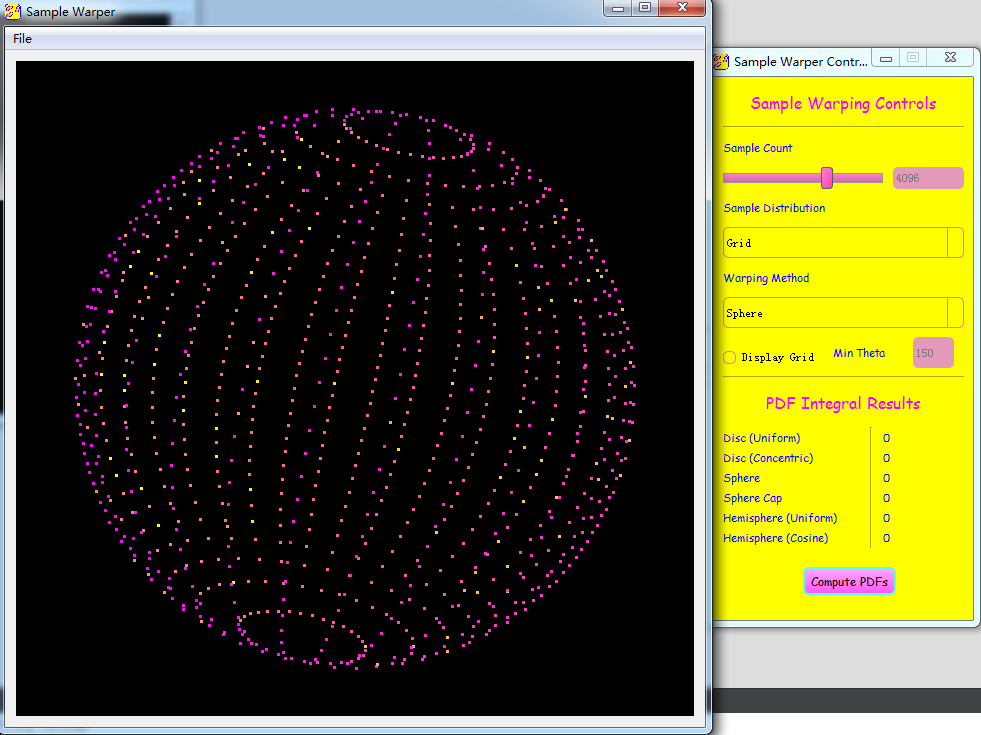 Sample Warper
File
Sample Warper Contr...
Sample Warping Controls
Sample Count
4096
Sample Distribution
Grid
Warping Method
Sphere
Display Grid Min Theta 150
PDF Integral Results
Disc (Uniform) 0
Disc (Concentric) 0
Sphere 0
Sphere Cap 0
Hemisphere (Uniform) 0
Hemisphere (Cosine) 0
Compute PDFs